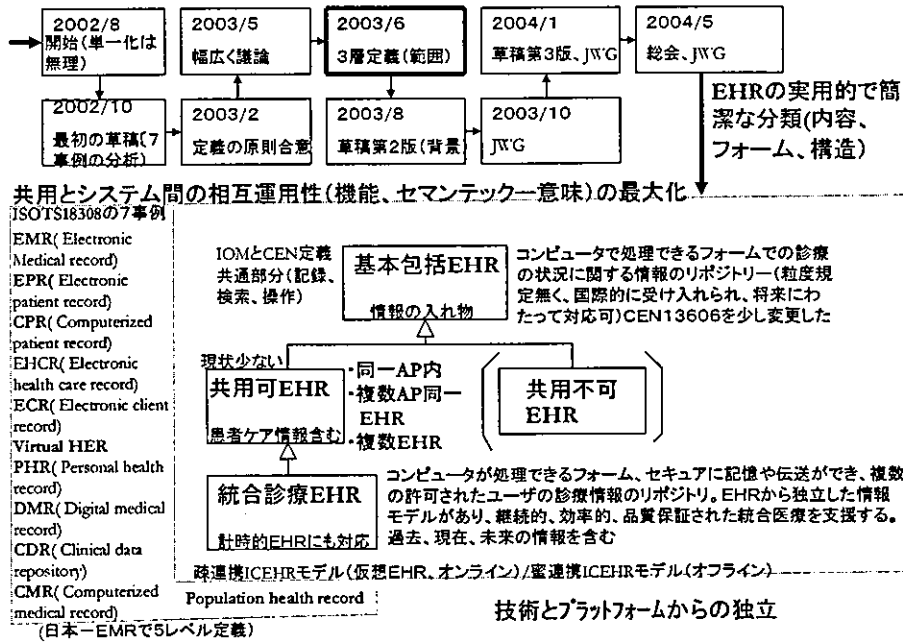 2002/8
開始(単一化は
無理)
2002/10
最初の草稿(7
事例の分析)
2003/2
定義の原則合意
2003/5
幅広く議論
2003/6
3層定義(範囲)
2003/8
草稿第2版(背景
2003/10
JWG
2004/1
草稿第3版、JWG
2004/5
総会、JWG
EHRの実用的で簡
潔な分類(内容、
フォーム、構造)
共用とシステム間の相互運用性(機能、セマンテックー意味)の最大化
ISOTS18308の7事例
EMR( Electronic
Medical record)
EPR( Electronic
patient record)
CPR( Computerized
patient record)
EHCR( Electronic
health care record)
ECR( Electronic client
record)
Virtual HER
PHR( Personal health
record)
DMR( Digital medical
record)
CDR( Clinical data
repository)
CMR( Computerized
medical record)
(日本ーEMRで5レベル定義)
IOMとCEN定義
共通部分(記録、
検索、操作)
基本包括EHR
情報の入れ物
コンピュータで処理できるフォームでの診療
の状況に関する情報のリポジトリー(粒度規
定無く、国際的に受け入れられ、将来にわ
たって対応可)CEN13606を少し変更した
現状少ない
共用可EHR
患者ケア情報含む
・同一AP内
・複数AP同一
EHR
・複数EHR
共用不可
EHR
統合診療EHR
計時的EHRにも対応
コンピュータが処理できるフォーム、セキュアに記憶や伝送ができ、複数
の許可されたユーザの診療情報のリポジトリ。EHRから独立した情報
モデルがあり、継続的、効率的、品質保証された統合医療を支援する。
過去、現在、未来の情報を含む
疎連携ICEHRモデル(仮想EHR、オンライン)/蜜連携ICEHRモデル(オフライン)
Population health record
技術とプラットフォームからの独立